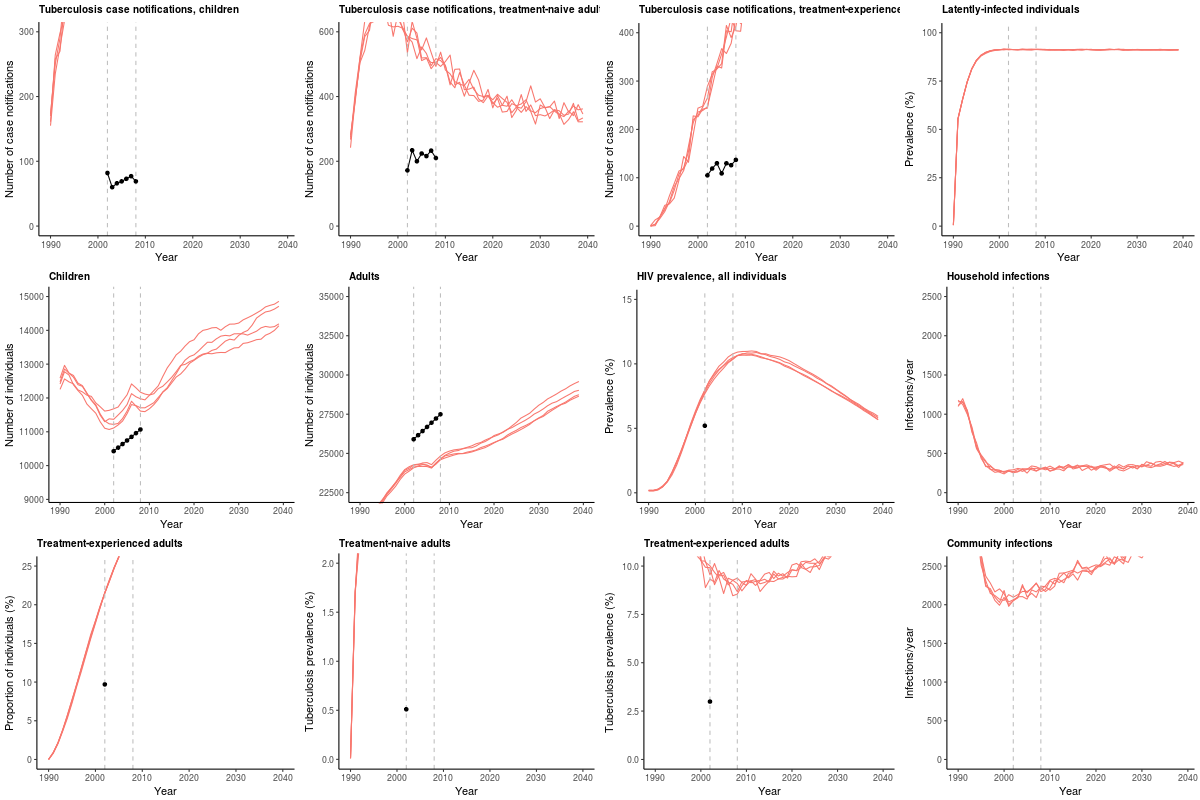 Tuberculosis case notifications, children
Number of case notifications
300
200
100
0
1990 2000 2010 2020 2030 2040
Year
Tuberculosis case notifications, treatment-naive adult
Number of case notifications
600
400
200
0
1990 2000 2010 2020 2030 2040
Year
Tuberculosis case notifications, treatment-experience
Number of case notifications
400
300
200
100
0
1990 2000 2010 2020 2030 2040
Year
Latently-infected individuals
Prevalence (%)
100
75
50
25
0
1990 2000 2010 2020 2030 2040
Year
Children
Number of individuals
15000
14000
13000
12000
11000
10000
9000
1990 2000 2010 2020 2030 2040
Year
Adults
Number of individuals
35000
32500
30000
27500
25000
22500
1990 2000 2010 2020 2030 2040
Year
HIV prevalence, all individuals
Prevalence (%)
15
10
5
0
1990 2000 2010 2020 2030 2040
Year
Household infections
Infections/year
2500
2000
1500
1000
500
0
1990 2000 2010 2020 2030 2040
Year
Treatment-experienced adults
Proportion of individuals (%)
25
20
15
10
5
0
1990 2000 2010 2020 2030 2040
Year
Treatment-naive adults
Tuberculosis prevalence (%)
2.0
1.5
1.0
0.5
0.0
1990 2000 2010 2020 2030 2040
Year
Treatment-experienced adults
Tuberculosis prevalence (%)
10.0
7.5
5.0
2.5
0.0
1990 2000 2010 2020 2030 2040
Year
Community infections
Infections/year
2500
2000
1500
1000
500
0
1990 2000 2010 2020 2030 2040
Year